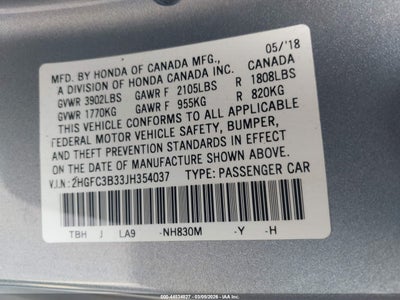 05/'18
MFD. BY HONDA OF CANADA MFG., CANADA
A DIVISION OF HONDA CANADA INC.
GVWR 3902LBS GAWR F 2105LBS R 1808LBS
GVWR 1770KG GAWR F 955KG R 820KG
THIS VEHICLE CONFORMS TO ALL APPLICABLE
FEDERAL MOTOR VEHICLE SAFETY, BUMPER,
AND THEFT PREVENTION STANDARDS IN EFFECT
ON THE DATE OF MANUFACTURE SHOWN ABOVE.
V.I.N: 2HGFC3B33JH354037 TYPE: PASSENGER CAR
TBH J LA9 -NH830M -Y -H